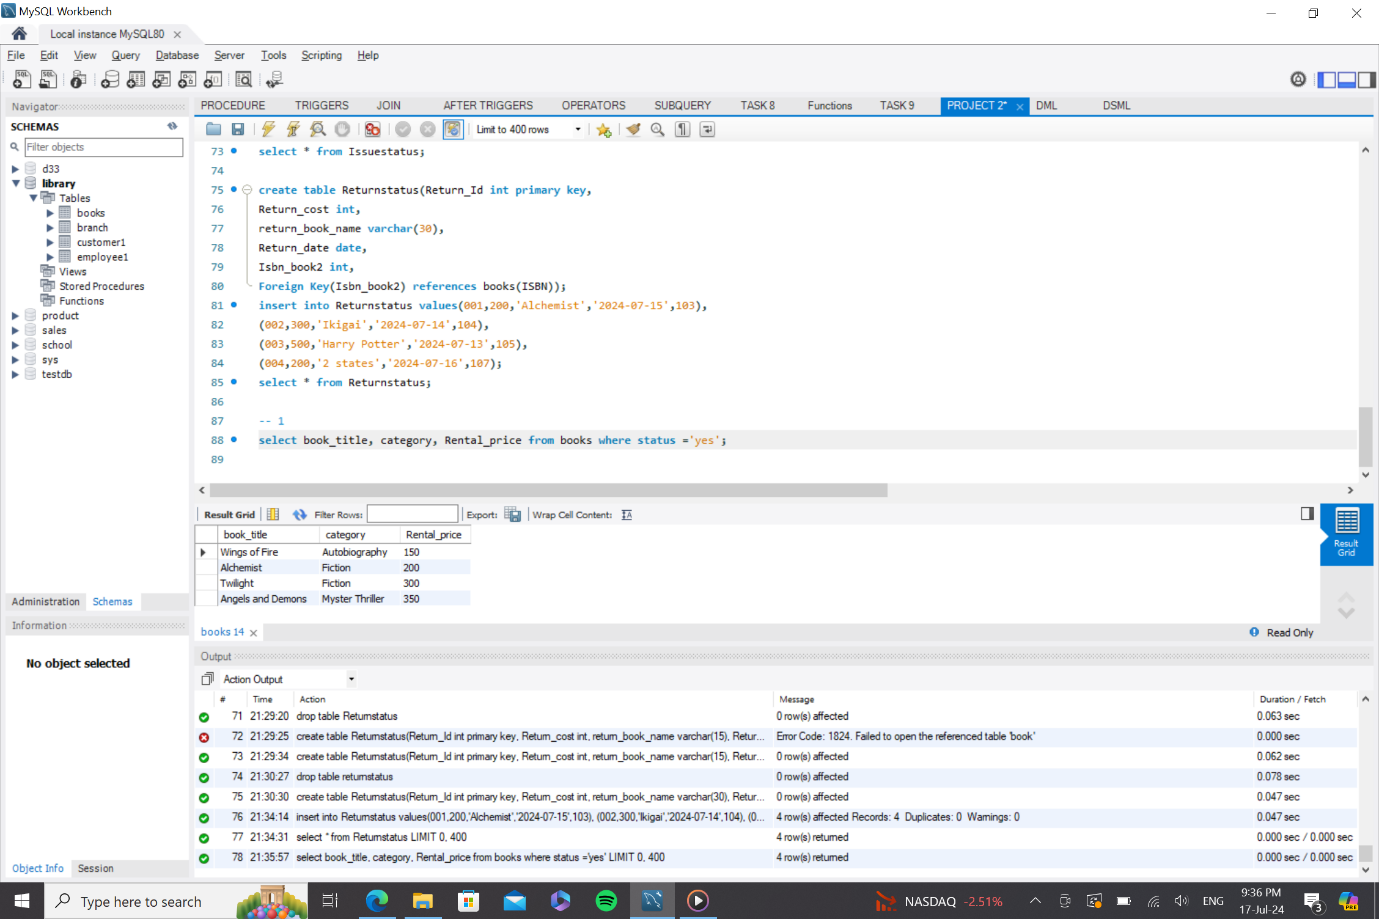 MySQL Workbench
Local instance MySQL80
File Edit View Query Database Server Tools Scripting Help
Navigator
PROCEDURE TRIGGERS JOIN AFTER TRIGGERS OPERATORS SUBQUERY TASK 8 Functions TASK 9 PROJECT 2* DML DSML
SCHEMAS
Limit to 400 rows
Filter objects
d33
library
Tables
books
branch
customer1
employee1
Views
Stored Procedures
Functions
product
sales
school
sys
testdb
73 select * from Issuestatus;
74
75 create table Returnstatus(Return_Id int primary key,
76 Return_cost int,
77 return_book_name varchar(30),
78 Return_date date,
79 Isbn_book2 int,
80 Foreign Key(Isbn_book2) references books(ISBN));
81 insert into Returnstatus values(001,200,'Alchemist','2024-07-15',103),
82 (002,300,'Ikigai','2024-07-14',104),
83 (003,500,'Harry Potter','2024-07-13',105),
84 (004,200,'2 states','2024-07-16',107);
85 select * from Returnstatus;
86
87 -- 1
88 select book_title, category, Rental_price from books where status ='yes';
89
Result Grid Filter Rows: Export: Wrap Cell Content:
book_title category Rental_price
Wings of Fire Autobiography 150
Alchemist Fiction 200
Twilight Fiction 300
Angels and Demons Myster Thriller 350
Result
Grid
Administration Schemas
Information
No object selected
books 14
Read Only
Output
Action Output
# Time Action Message Duration / Fetch
71 21:29:20 drop table Returnstatus 0 row(s) affected 0.063 sec
72 21:29:25 create table Returnstatus(Return_Id int primary key, Return_cost int, return_book_name varchar(15), Retur... Error Code: 1824. Failed to open the referenced table 'book' 0.000 sec
73 21:29:34 create table Returnstatus(Return_Id int primary key, Return_cost int, return_book_name varchar(15), Retur... 0 row(s) affected 0.062 sec
74 21:30:27 drop table returnstatus 0 row(s) affected 0.078 sec
75 21:30:30 create table Returnstatus(Return_Id int primary key, Return_cost int, return_book_name varchar(30), Retur... 0 row(s) affected 0.047 sec
76 21:34:14 insert into Returnstatus values(001,200,'Alchemist','2024-07-15',103), (002,300,'Ikigai','2024-07-14',104), (0... 4 row(s) affected Records: 4 Duplicates: 0 Warnings: 0 0.047 sec
77 21:34:31 select * from Returnstatus LIMIT 0, 400 4 row(s) returned 0.000 sec / 0.000 sec
78 21:35:57 select book_title, category, Rental_price from books where status ='yes' LIMIT 0, 400 4 row(s) returned 0.000 sec / 0.000 sec
Object Info Session
Type here to search
NASDAQ -2.51%
ENG
9:36 PM
17-Jul-24
3
PRE